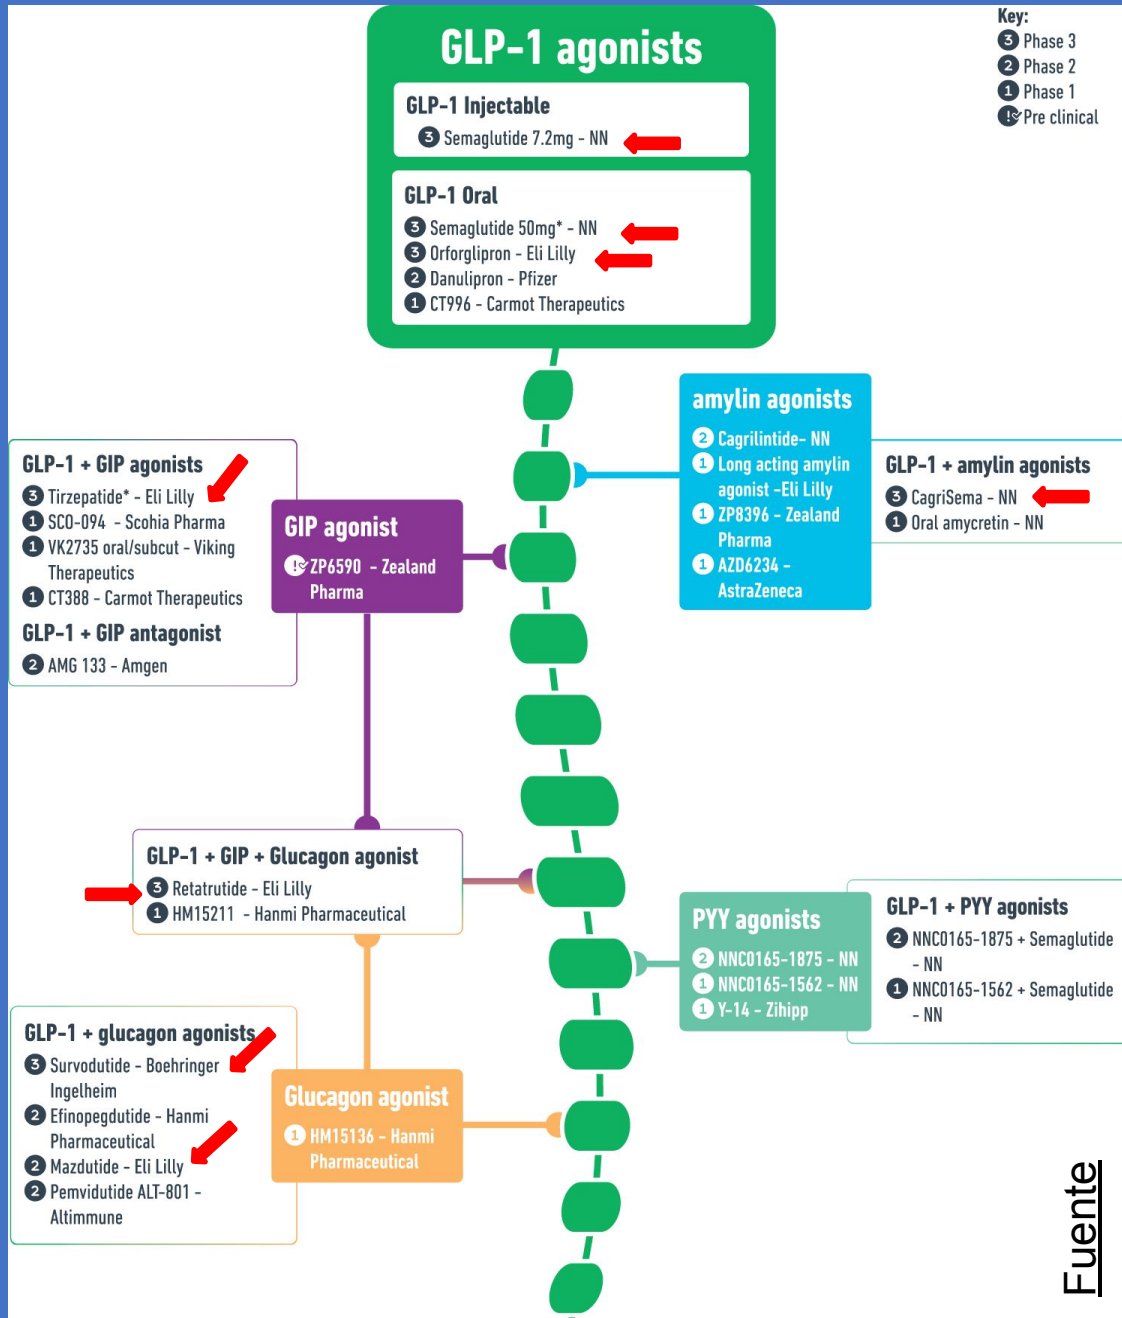 GLP-1 agonists
GLP-1 Injectable
3 Semaglutide 7.2mg - NN
GLP-1 Oral
3 Semaglutide 50mg* - NN
3 Orforglipron - Eli Lilly
2 Danulipron - Pfizer
1 CT996 - Carmot Therapeutics
Key:
3 Phase 3
2 Phase 2
1 Phase 1
! Pre clinical
GLP-1 + GIP agonists
3 Tirzepatide* - Eli Lilly
1 SCO-094 - Scohia Pharma
1 VK2735 oral/subcut - Viking
Therapeutics
1 CT388 - Carmot Therapeutics
GLP-1 + GIP antagonist
2 AMG 133 - Amgen
GIP agonist
! ZP6590 - Zealand
Pharma
amylin agonists
2 Cagrilintide- NN
1 Long acting amylin
agonist -Eli Lilly
1 ZP8396 - Zealand
Pharma
1 AZD6234 -
AstraZeneca
GLP-1 + amylin agonists
3 CagriSema - NN
1 Oral amycretin - NN
GLP-1 + GIP + Glucagon agonist
3 Retatrutide - Eli Lilly
1 HM15211 - Hanmi Pharmaceutical
PYY agonists
2 NNC0165-1875 - NN
1 NNC0165-1562 - NN
1 Y-14 - Zihipp
GLP-1 + PYY agonists
2 NNC0165-1875 + Semaglutide
- NN
1 NNC0165-1562 + Semaglutide
- NN
GLP-1 + glucagon agonists
3 Survodutide - Boehringer
Ingelheim
2 Efinopegdutide - Hanmi
Pharmaceutical
2 Mazdutide - Eli Lilly
2 Pemvidutide ALT-801 -
Altimmune
Glucagon agonist
1 HM15136 - Hanmi
Pharmaceutical
Fuente